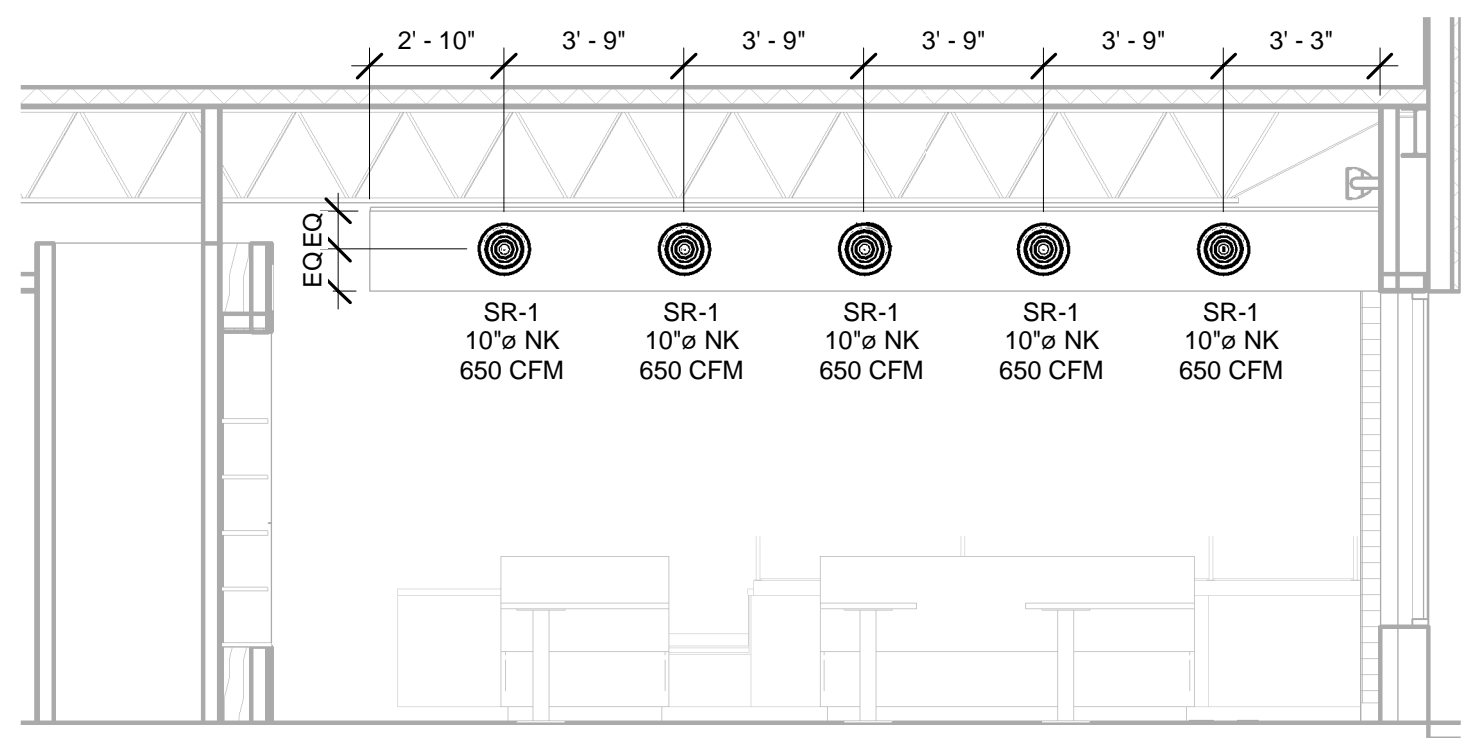 2' - 10" 3' - 9" 3' - 9" 3' - 9" 3' - 9" 3' - 3"
EQ EQ
SR-1 SR-1 SR-1 SR-1 SR-1
10"ø NK 10"ø NK 10"ø NK 10"ø NK 10"ø NK
650 CFM 650 CFM 650 CFM 650 CFM 650 CFM